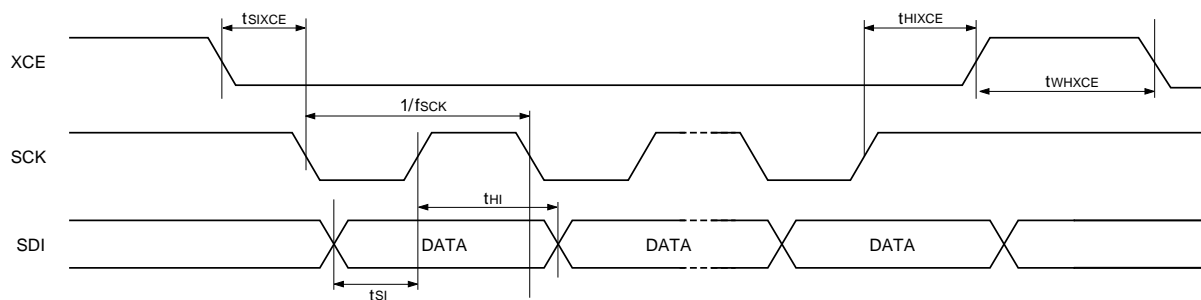 tSIXCE
tHIXCE
XCE
tWHXCE
1/fSCK
SCK
tHI
SDI
DATA
DATA
DATA
tSI